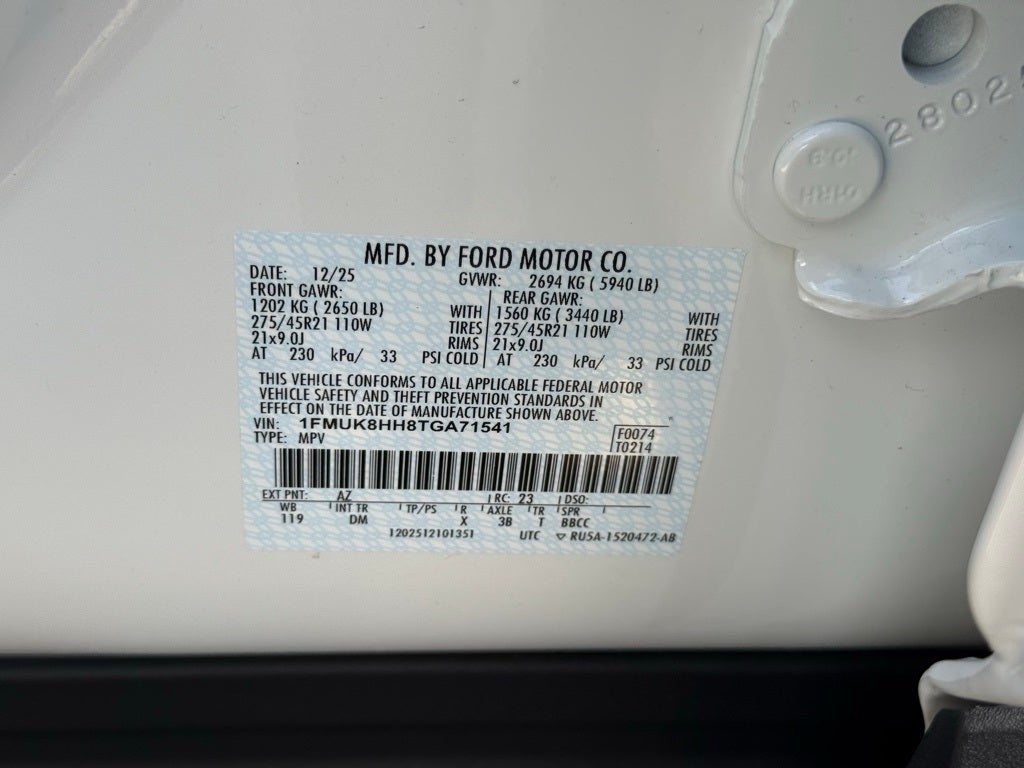 28025
MFD. BY FORD MOTOR CO.
DATE: 12/25 GVWR: 2694 KG ( 5940 LB)
FRONT GAWR: REAR GAWR:
1202 KG ( 2650 LB) WITH 1560 KG ( 3440 LB) WITH
275/45R21 110W TIRES 275/45R21 110W TIRES
21x9.0J RIMS 21x9.0J RIMS
AT 230 kPa/ 33 PSI COLD AT 230 kPa/ 33 PSI COLD
THIS VEHICLE CONFORMS TO ALL APPLICABLE FEDERAL MOTOR
VEHICLE SAFETY AND THEFT PREVENTION STANDARDS IN
EFFECT ON THE DATE OF MANUFACTURE SHOWN ABOVE.
VIN: 1FMUK8HH8TGA71541 F0074
TYPE: MPV T0214
EXT PNT: AZ RC: 23 DSO:
WB INT TR TP/PS R AXLE TR SPR
119 DM X 3B T BBCC
1202512101351 UTC ▽ RU5A-1520472-AB